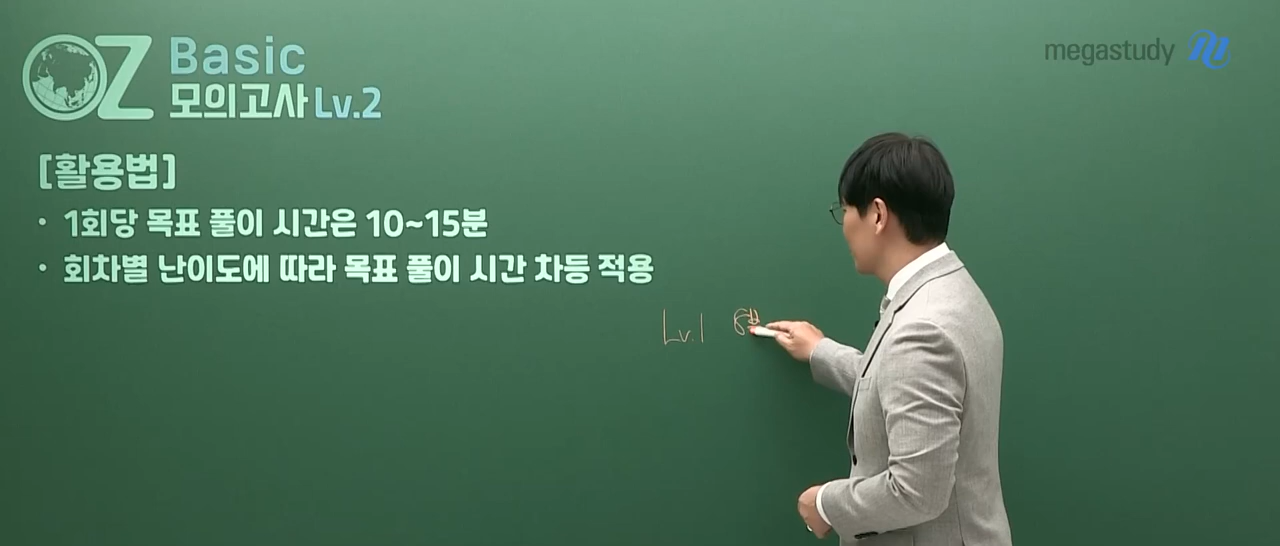 OZ Basic
모의고사 Lv.2
megastudy
[활용법]
• 1회당 목표 풀이 시간은 10~15분
• 회차별 난이도에 따라 목표 풀이 시간 차등 적용
Lv.1